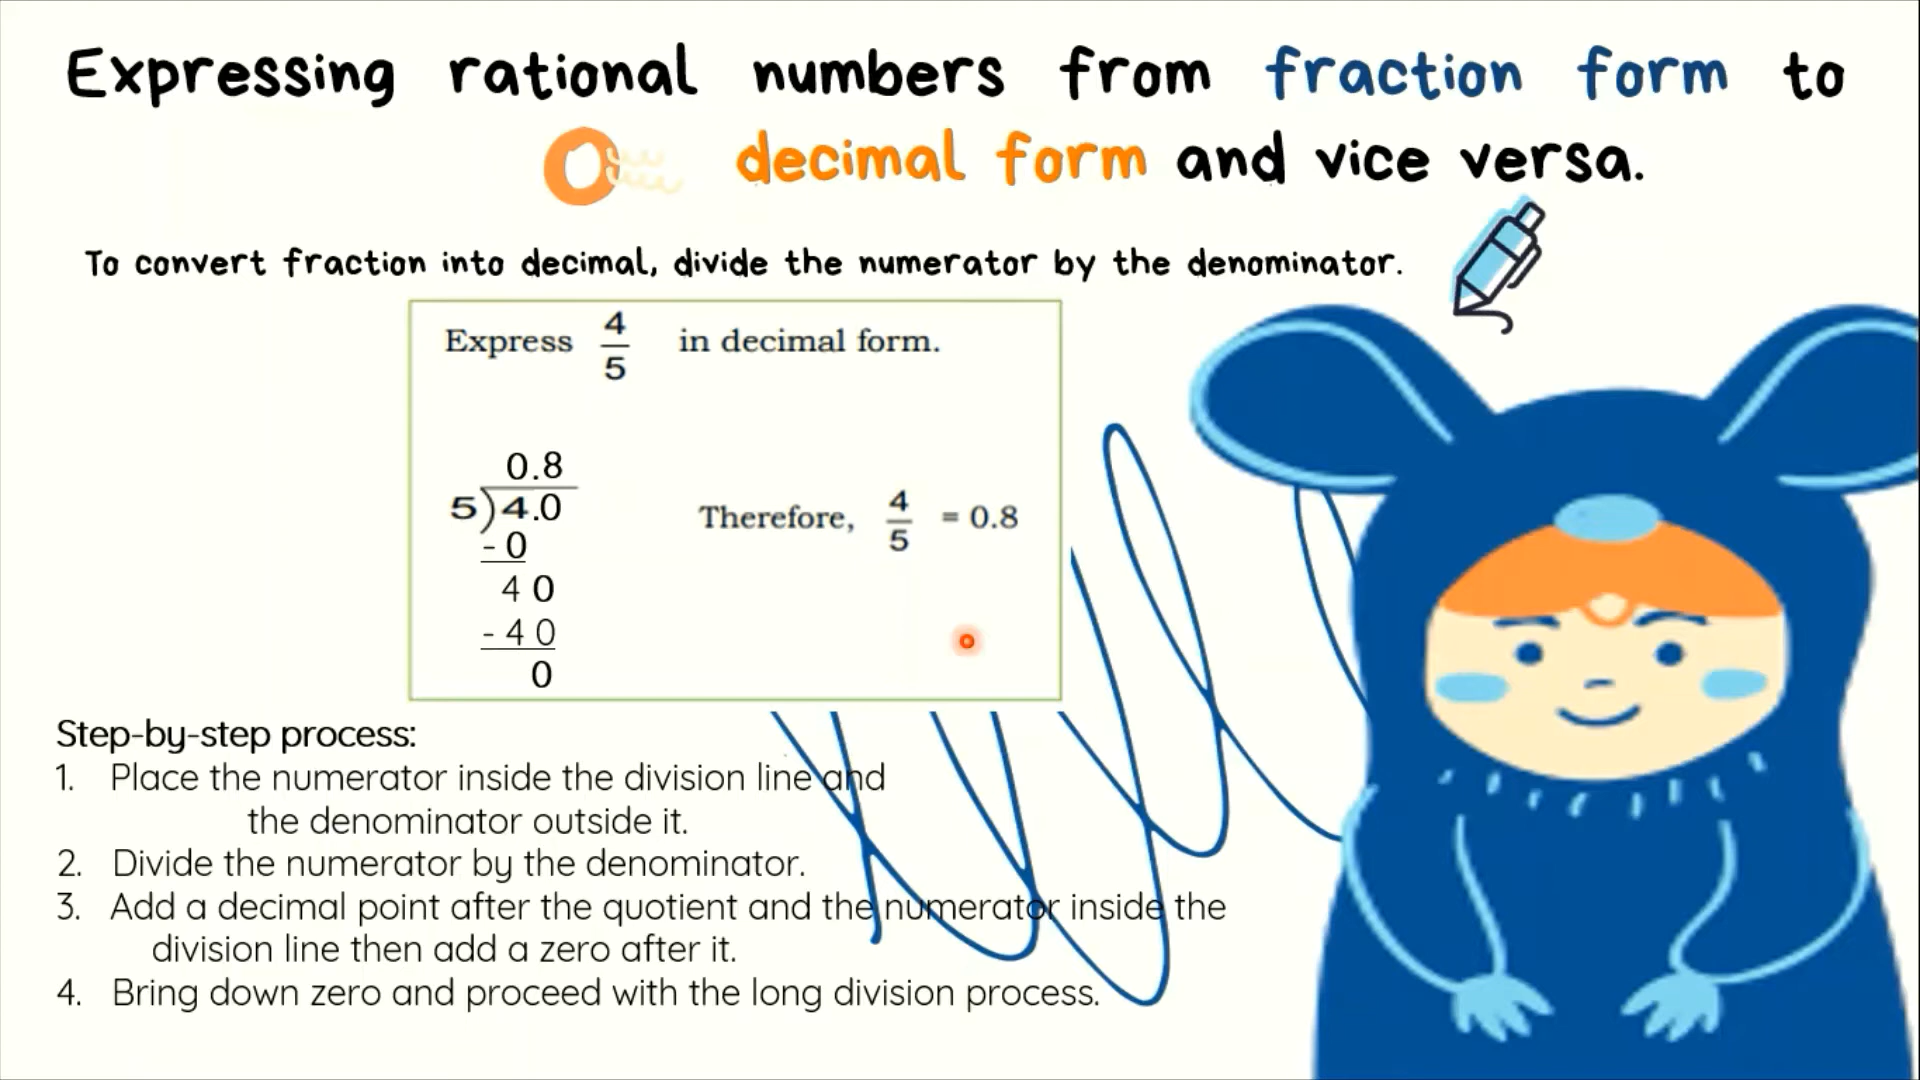 Expressing rational numbers from fraction form to
decimal form and vice versa.
To convert fraction into decimal, divide the numerator by the denominator.
Express 4/5 in decimal form.
0.8
5)4.0
- 0
4 0
- 4 0
0
Therefore, 4/5 = 0.8
Step-by-step process:
1. Place the numerator inside the division line and
the denominator outside it.
2. Divide the numerator by the denominator.
3. Add a decimal point after the quotient and the numerator inside the
division line then add a zero after it.
4. Bring down zero and proceed with the long division process.